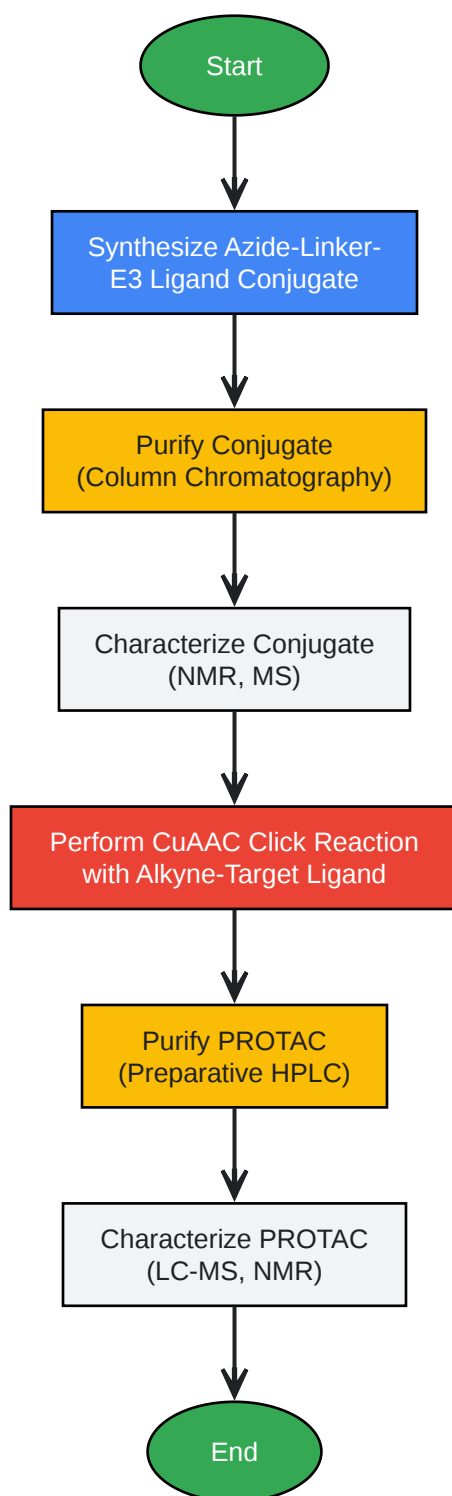 Start
Synthesize Azide-Linker-
E3 Ligand Conjugate
Purify Conjugate
(Column Chromatography)
Characterize Conjugate
(NMR, MS)
Perform CuAAC Click Reaction
with Alkyne-Target Ligand
Purify PROTAC
(Preparative HPLC)
Characterize PROTAC
(LC-MS, NMR)
End